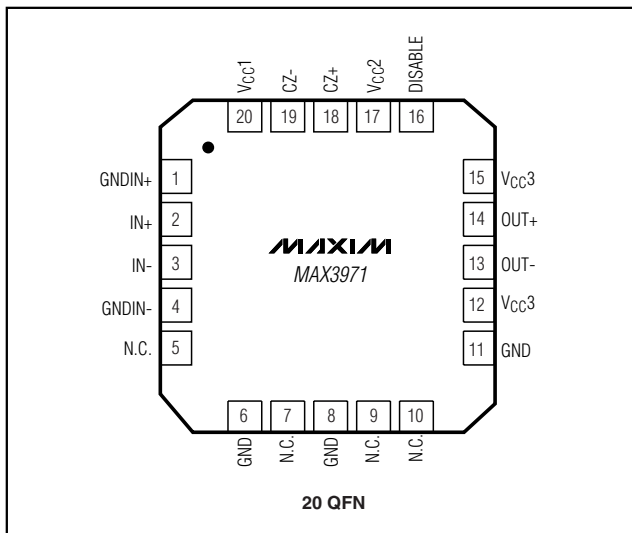 VCC1 CZ- CZ+ VCC2 DISABLE
20 19 18 17 16
GNDIN+ 1 15 VCC3
IN+ 2 14 OUT+
IN- 3 13 OUT-
GNDIN- 4 12 VCC3
N.C. 5 11 GND
MAXIM
MAX3971
6 7 8 9 10
GND N.C. GND N.C. N.C.
20 QFN